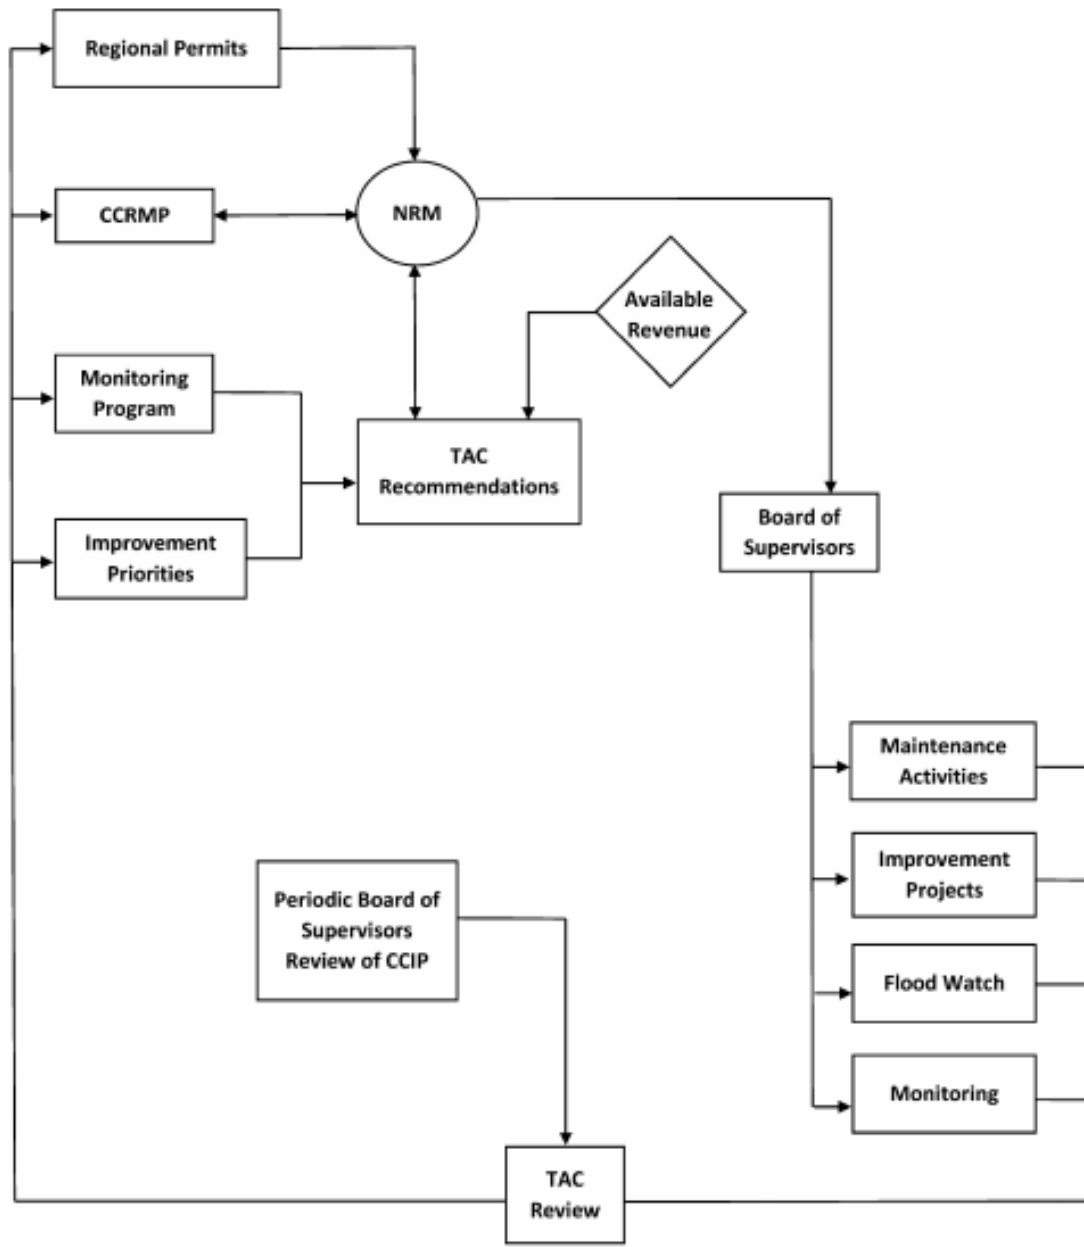 Regional Permits
CCRMP
NRM
Available
Revenue
Monitoring
Program
TAC
Recommendations
Improvement
Priorities
Board of
Supervisors
Maintenance
Activities
Improvement
Projects
Periodic Board of
Supervisors
Review of CCIP
Flood Watch
Monitoring
TAC
Review